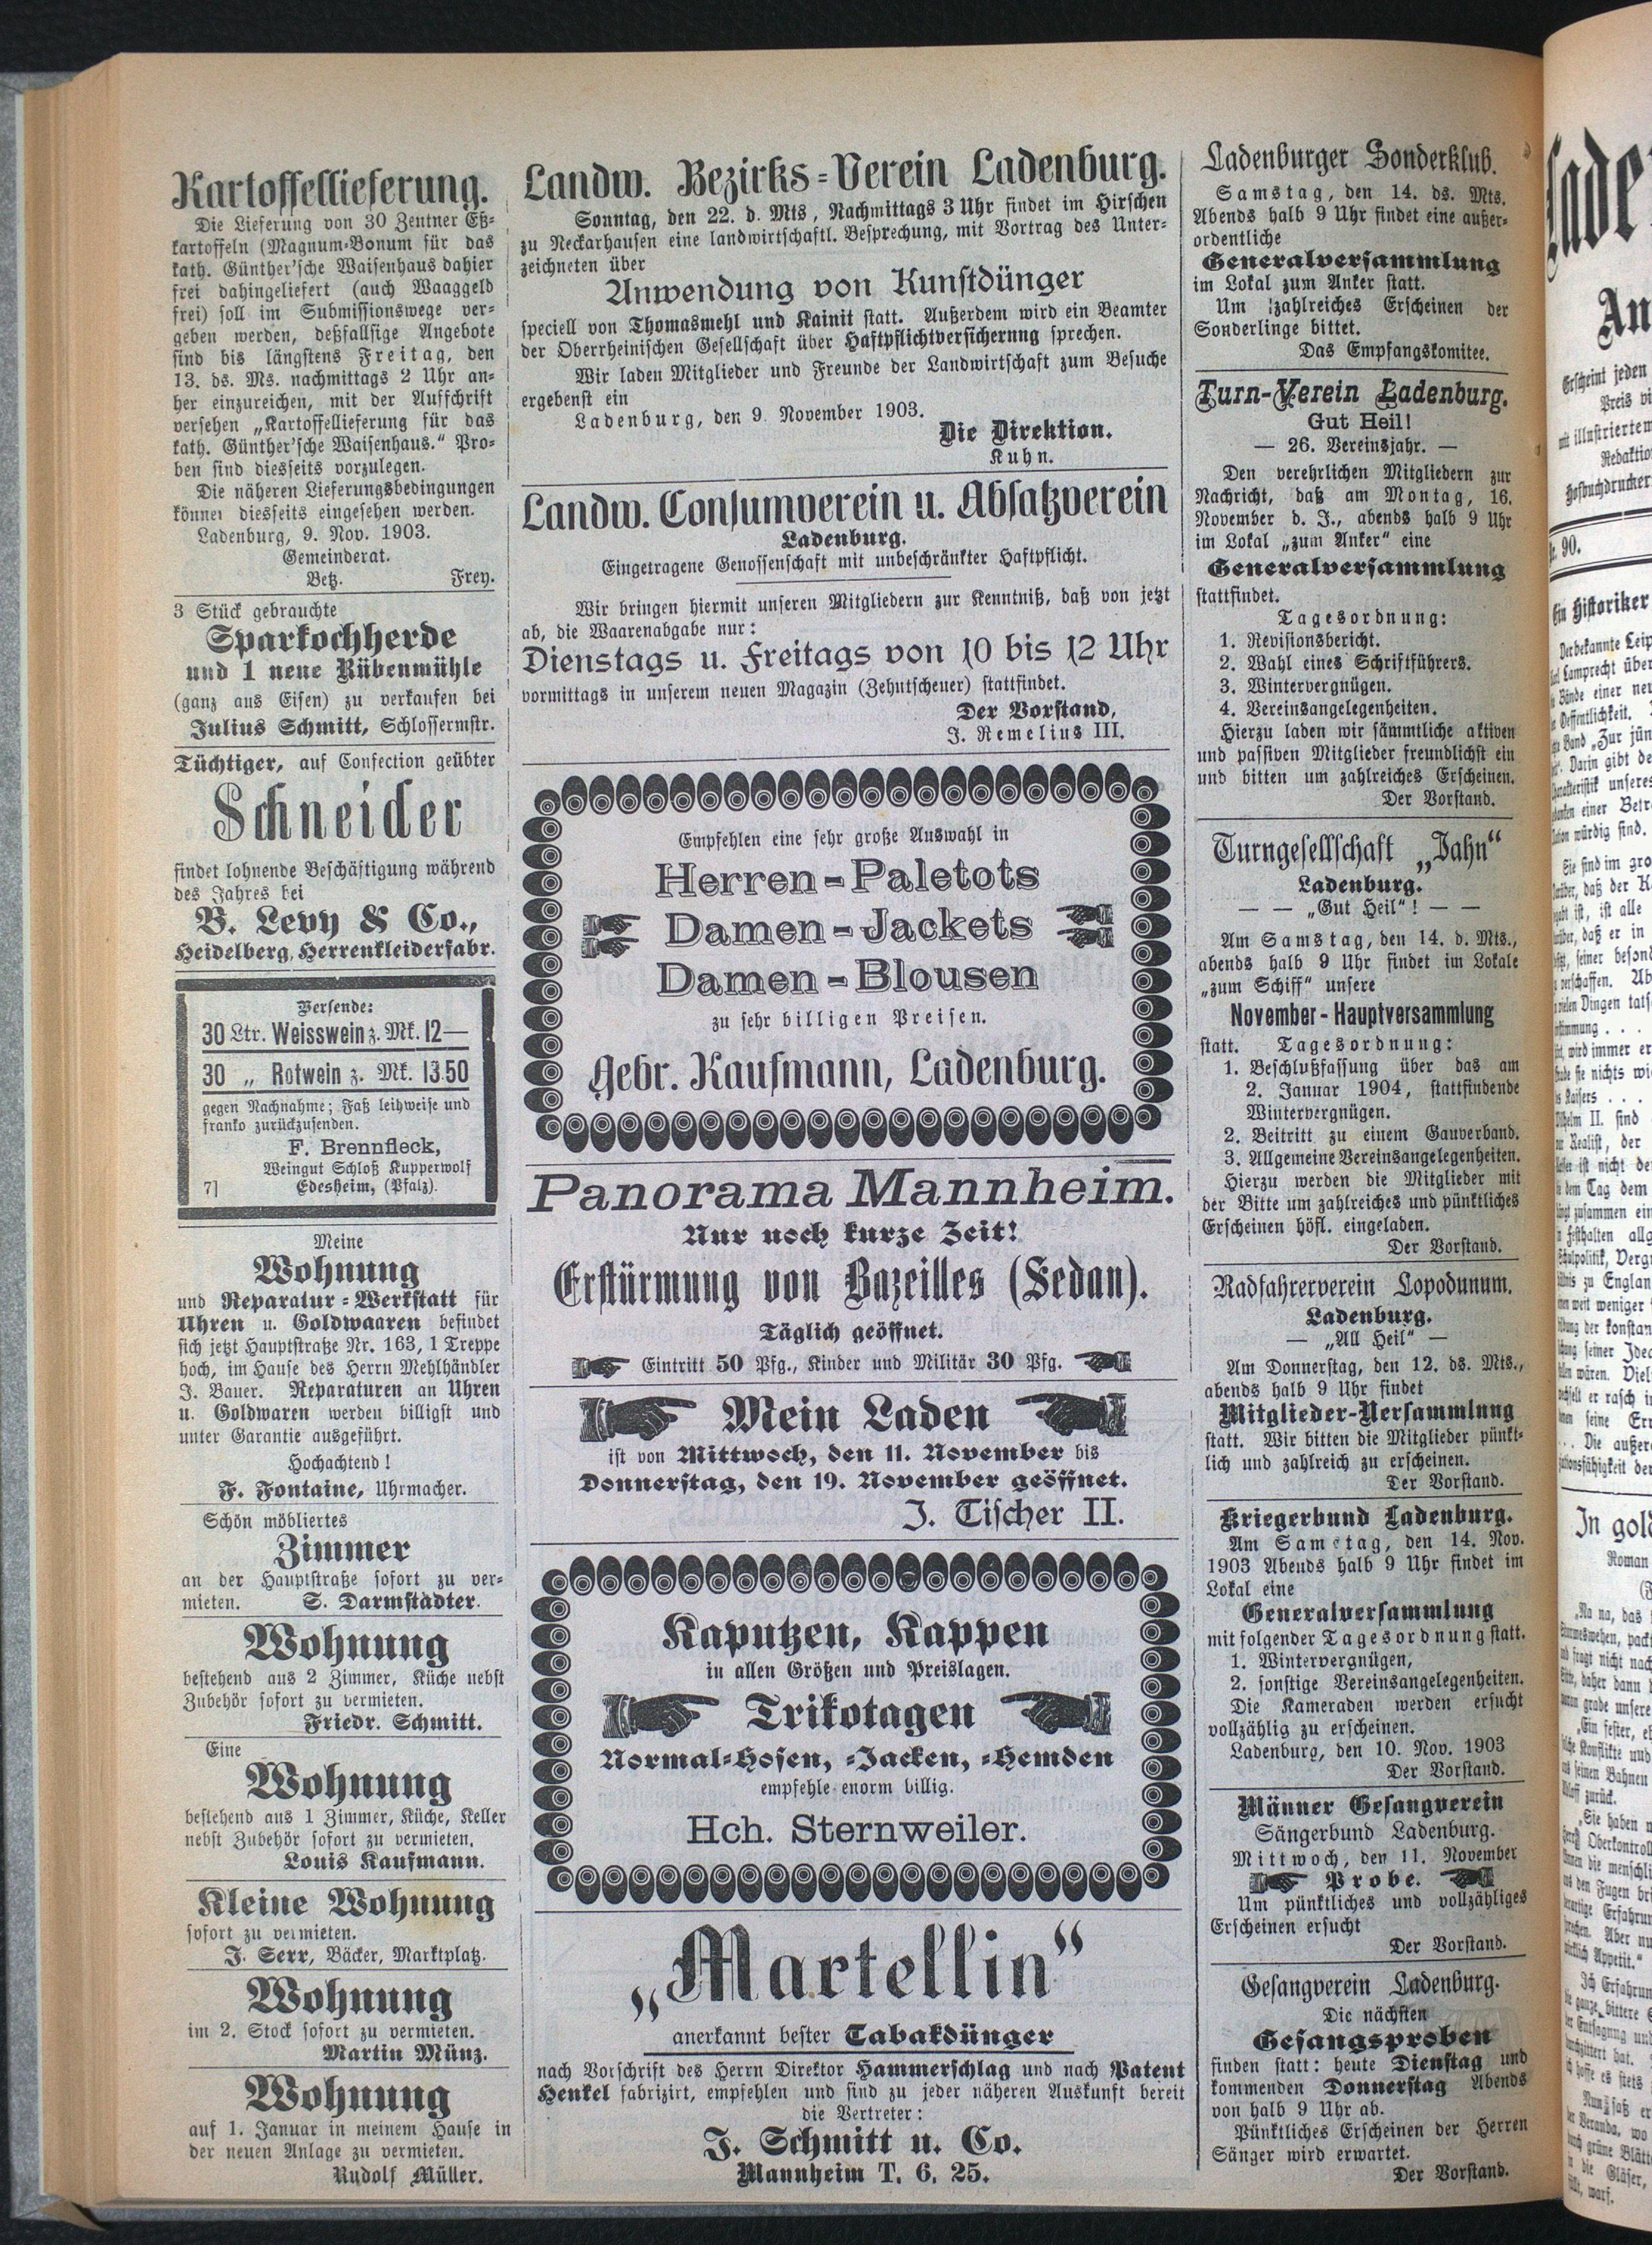 Kartoffellieferung.
Die Lieferung von 30 Zentner Eß-
kartoffeln (Magnum-Bonum für das
kath. Günther'sche Waisenhaus dahier
frei dahingeliefert (auch Waaggeld
frei) soll im Submissionswege ver-
geben werden, deßfallsige Angebote
sind bis längstens Freitag, den
13. ds. Ms. nachmittags 2 Uhr an-
her einzureichen, mit der Aufschrift
versehen „Kartoffellieferung für das
kath. Günther'sche Waisenhaus.“ Pro-
ben sind diesseits vorzulegen.
Die näheren Lieferungsbedingungen
können diesseits eingesehen werden.
Ladenburg, 9. Nov. 1903.
Gemeinderat.
Betz. Frey.
3 Stück gebrauchte
Sparkochherde
und 1 neue Rübenmühle
(ganz aus Eisen) zu verkaufen bei
Julius Schmitt, Schlossermstr.
Tüchtiger, auf Confection geübter
Schneider
findet lohnende Beschäftigung während
des Jahres bei
B. Levy & Co.,
Heidelberg, Herrenkleiderfabr.
Versende:
30 Ltr. Weisswein z. Mk. 12—
30 „ Rotwein z. Mk. 13.50
gegen Nachnahme; Faß leihweise und
franko zurückzusenden.
F. Brennfleck,
Weingut Schloß Kupperwolf
7] Edesheim, (Pfalz).
Meine
Wohnung
und Reparatur-Werkstatt für
Uhren u. Goldwaaren befindet
sich jetzt Hauptstraße Nr. 163, 1 Treppe
hoch, im Hause des Herrn Mehlhändler
J. Bauer. Reparaturen an Uhren
u. Goldwaren werden billigst und
unter Garantie ausgeführt.
Hochachtend!
F. Fontaine, Uhrmacher.
Schön möbliertes
Zimmer
an der Hauptstraße sofort zu ver-
mieten. S. Darmstädter.
Wohnung
bestehend aus 2 Zimmer, Küche nebst
Zubehör sofort zu vermieten.
Friedr. Schmitt.
Eine
Wohnung
bestehend aus 1 Zimmer, Küche, Keller
nebst Zubehör sofort zu vermieten.
Louis Kaufmann.
Kleine Wohnung
sofort zu vermieten.
J. Serr, Bäcker, Marktplatz.
Wohnung
im 2. Stock sofort zu vermieten.
Martin Münz.
Wohnung
auf 1. Januar in meinem Hause in
der neuen Anlage zu vermieten.
Rudolf Müller.
Landw. Bezirks-Verein Ladenburg.
Sonntag, den 22. d. Mts, Nachmittags 3 Uhr findet im Hirschen
zu Neckarhausen eine landwirtschaftl. Besprechung, mit Vortrag des Unter-
zeichneten über
Anwendung von Kunstdünger
speciell von Thomasmehl und Kainit statt. Außerdem wird ein Beamter
der Oberrheinischen Gesellschaft über Haftpflichtversicherung sprechen.
Wir laden Mitglieder und Freunde der Landwirtschaft zum Besuche
ergebenst ein
Ladenburg, den 9. November 1903.
Die Direktion.
Kuhn.
Landw. Consumverein u. Absatzverein
Ladenburg.
Eingetragene Genossenschaft mit unbeschränkter Haftpflicht.
Wir bringen hiermit unseren Mitgliedern zur Kenntniß, daß von jetzt
ab, die Waarenabgabe nur:
Dienstags u. Freitags von 10 bis 12 Uhr
vormittags in unserem neuen Magazin (Zehntscheuer) stattfindet.
Der Vorstand,
J. Remelius III.
Empfehlen eine sehr große Auswahl in
Herren-Paletots
Damen-Jackets
Damen-Blousen
zu sehr billigen Preisen.
Gebr. Kaufmann, Ladenburg.
Panorama Mannheim.
Nur noch kurze Zeit!
Erstürmung von Bazeilles (Sedan).
Täglich geöffnet.
Eintritt 50 Pfg., Kinder und Militär 30 Pfg.
Mein Laden
ist von Mittwoch, den 11. November bis
Donnerstag, den 19. November geöffnet.
J. Tischer II.
Kaputzen, Kappen
in allen Größen und Preislagen.
Trikotagen
Normal-Hosen, -Jacken, -Hemden
empfehle enorm billig.
Hch. Sternweiler.
„Martellin“
anerkannt bester Tabakdünger
nach Vorschrift des Herrn Direktor Hammerschlag und nach Patent
Henkel fabrizirt, empfehlen und sind zu jeder näheren Auskunft bereit
die Vertreter:
J. Schmitt u. Co.
Mannheim T. 6, 25.
Ladenburger Sonderklub.
Samstag, den 14. ds. Mts.
Abends halb 9 Uhr findet eine außer-
ordentliche
Generalversammlung
im Lokal zum Anker statt.
Um zahlreiches Erscheinen der
Sonderlinge bittet.
Das Empfangskomitee.
Turn-Verein Ladenburg.
Gut Heil!
— 26. Vereinsjahr. —
Den verehrlichen Mitgliedern zur
Nachricht, daß am Montag, 16.
November d. J., abends halb 9 Uhr
im Lokal „zum Anker“ eine
Generalversammlung
stattfindet.
Tagesordnung:
1. Revisionsbericht.
2. Wahl eines Schriftführers.
3. Wintervergnügen.
4. Vereinsangelegenheiten.
Hierzu laden wir sämmtliche aktiven
und passiven Mitglieder freundlichst ein
und bitten um zahlreiches Erscheinen.
Der Vorstand.
Turngesellschaft „Jahn“
Ladenburg.
— — „Gut Heil“! — —
Am Samstag, den 14. d. Mts.,
abends halb 9 Uhr findet im Lokale
„zum Schiff“ unsere
November-Hauptversammlung
statt. Tagesordnung:
1. Beschlußfassung über das am
2. Januar 1904, stattfindende
Wintervergnügen.
2. Beitritt zu einem Gauverband.
3. Allgemeine Vereinsangelegenheiten.
Hierzu werden die Mitglieder mit
der Bitte um zahlreiches und pünktliches
Erscheinen höfl. eingeladen.
Der Vorstand.
Radfahrerverein Lopodunum.
Ladenburg.
— „All Heil“ —
Am Donnerstag, den 12. ds. Mts.,
abends halb 9 Uhr findet
Mitglieder-Versammlung
statt. Wir bitten die Mitglieder pünkt-
lich und zahlreich zu erscheinen.
Der Vorstand.
Kriegerbund Ladenburg.
Am Samstag, den 14. Nov.
1903 Abends halb 9 Uhr findet im
Lokal eine
Generalversammlung
mit folgender Tagesordnung statt.
1. Wintervergnügen,
2. sonstige Vereinsangelegenheiten.
Die Kameraden werden ersucht
vollzählig zu erscheinen.
Ladenburg, den 10. Nov. 1903
Der Vorstand.
Männer Gesangverein
Sängerbund Ladenburg.
Mittwoch, den 11. November
Probe.
Um pünktliches und vollzähliges
Erscheinen ersucht
Der Vorstand.
Gesangverein Ladenburg.
Die nächsten
Gesangsproben
finden statt: heute Dienstag und
kommenden Donnerstag Abends
von halb 9 Uhr ab.
Pünktliches Erscheinen der Herren
Sänger wird erwartet.
Der Vorstand.
Erscheint jeden
mit illustriertem
90.
Ein Historiker
Der bekannte
Lamprecht über
Bände einer
Sie sind im
daß der
In
Roman